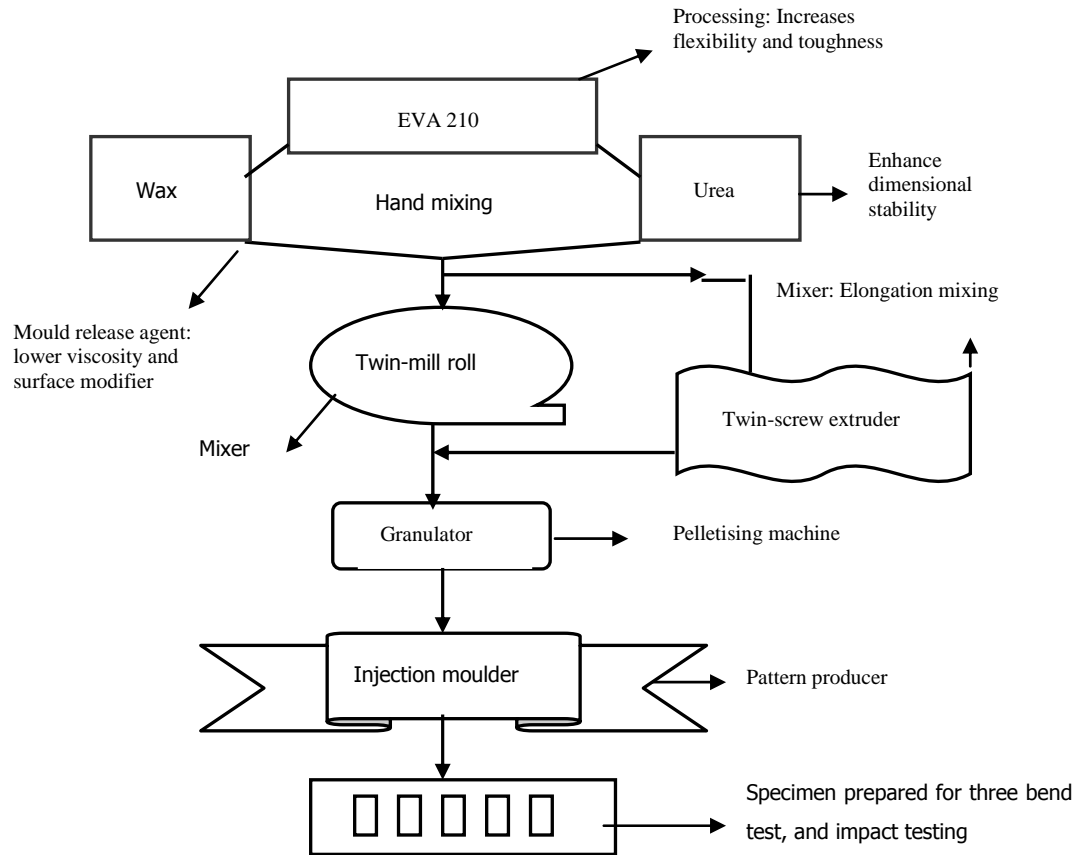 Processing: Increases
flexibility and toughness
EVA 210
Wax
Hand mixing
Urea
Enhance
dimensional
stability
Mould release agent:
lower viscosity and
surface modifier
Mixer: Elongation mixing
Twin-mill roll
Twin-screw extruder
Mixer
Granulator
Pelletising machine
Injection moulder
Pattern producer
Specimen prepared for three bend
test, and impact testing